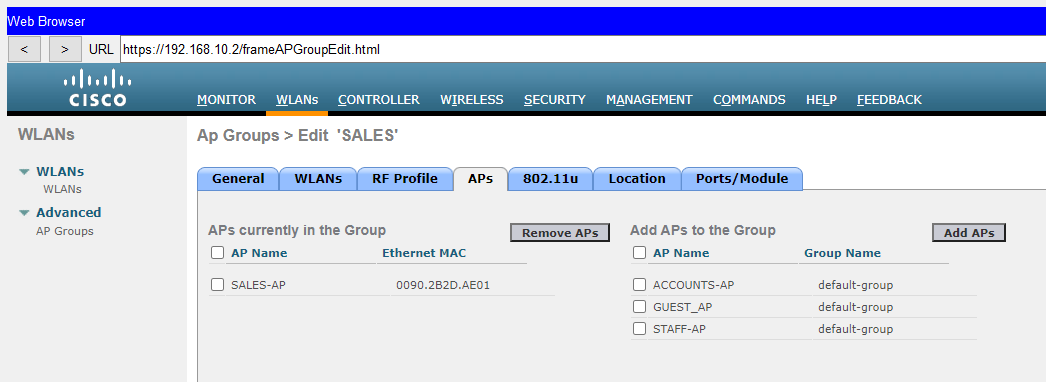 Web Browser
< > URL https://192.168.10.2/frameAPGroupEdit.html
CISCO
MONITOR WLANs CONTROLLER WIRELESS SECURITY MANAGEMENT COMMANDS HELP FEEDBACK
WLANs
WLANs
WLANs
Advanced
AP Groups
Ap Groups > Edit 'SALES'
General WLANs RF Profile APs 802.11u Location Ports/Module
APs currently in the Group Remove APs
AP Name Ethernet MAC
SALES-AP 0090.2B2D.AE01
Add APs to the Group Add APs
AP Name Group Name
ACCOUNTS-AP default-group
GUEST_AP default-group
STAFF-AP default-group